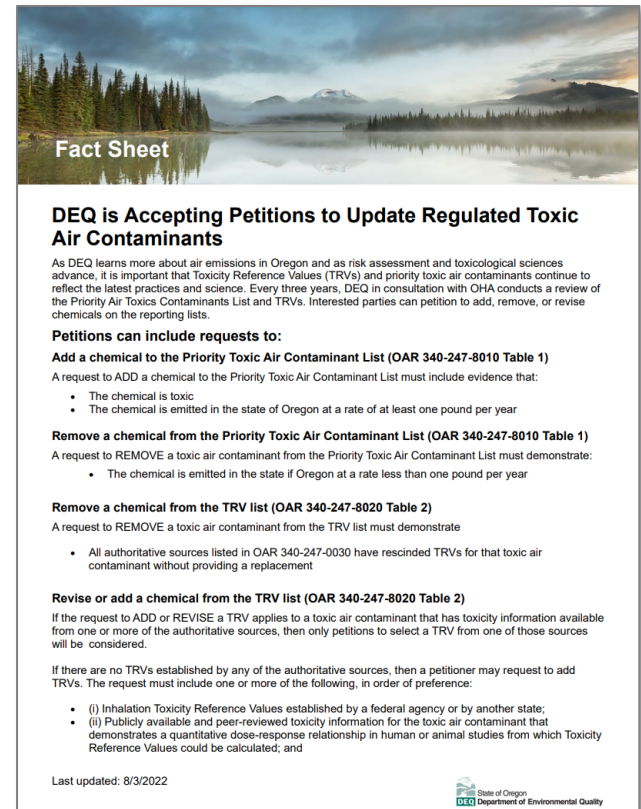 Fact Sheet
DEQ is Accepting Petitions to Update Regulated Toxic
Air Contaminants
As DEQ learns more about air emissions in Oregon and as risk assessment and toxicological sciences
advance, it is important that Toxicity Reference Values (TRVs) and priority toxic air contaminants continue to
reflect the latest practices and science. Every three years, DEQ in consultation with OHA conducts a review of
the Priority Air Toxics Contaminants List and TRVs. Interested parties can petition to add, remove, or revise
chemicals on the reporting lists.
Petitions can include requests to:
Add a chemical to the Priority Toxic Air Contaminant List (OAR 340-247-8010 Table 1)
A request to ADD a chemical to the Priority Toxic Air Contaminant List must include evidence that:
• The chemical is toxic
• The chemical is emitted in the state of Oregon at a rate of at least one pound per year
Remove a chemical from the Priority Toxic Air Contaminant List (OAR 340-247-8010 Table 1)
A request to REMOVE a toxic air contaminant from the Priority Toxic Air Contaminant List must demonstrate:
• The chemical is emitted in the state if Oregon at a rate less than one pound per year
Remove a chemical from the TRV list (OAR 340-247-8020 Table 2)
A request to REMOVE a toxic air contaminant from the TRV list must demonstrate
• All authoritative sources listed in OAR 340-247-0030 have rescinded TRVs for that toxic air
contaminant without providing a replacement
Revise or add a chemical from the TRV list (OAR 340-247-8020 Table 2)
If the request to ADD or REVISE a TRV applies to a toxic air contaminant that has toxicity information available
from one or more of the authoritative sources, then only petitions to select a TRV from one of those sources
will be considered.
If there are no TRVs established by any of the authoritative sources, then a petitioner may request to add
TRVs. The request must include one or more of the following, in order of preference:
• (i) Inhalation Toxicity Reference Values established by a federal agency or by another state;
• (ii) Publicly available and peer-reviewed toxicity information for the toxic air contaminant that
demonstrates a quantitative dose-response relationship in human or animal studies from which Toxicity
Reference Values could be calculated; and
Last updated: 8/3/2022
State of Oregon
DEQ Department of Environmental Quality